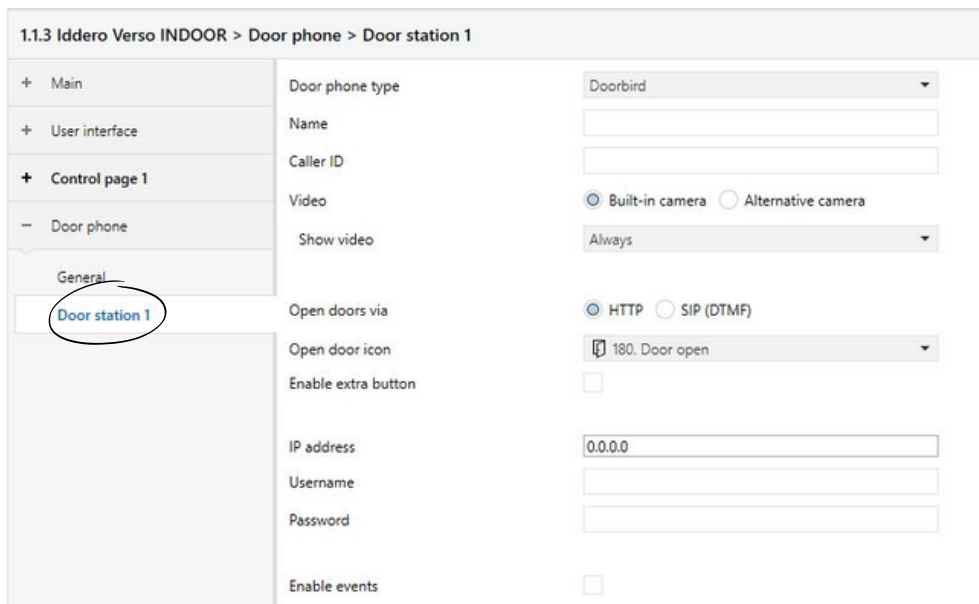 1.1.3 Iddero Verso INDOOR > Door phone > Door station 1
+ Main
+ User interface
+ Control page 1
− Door phone
General
Door station 1
Door phone type Doorbird
Name
Caller ID
Video Built-in camera Alternative camera
Show video Always
Open doors via HTTP SIP (DTMF)
Open door icon 180. Door open
Enable extra button
IP address 0.0.0.0
Username
Password
Enable events